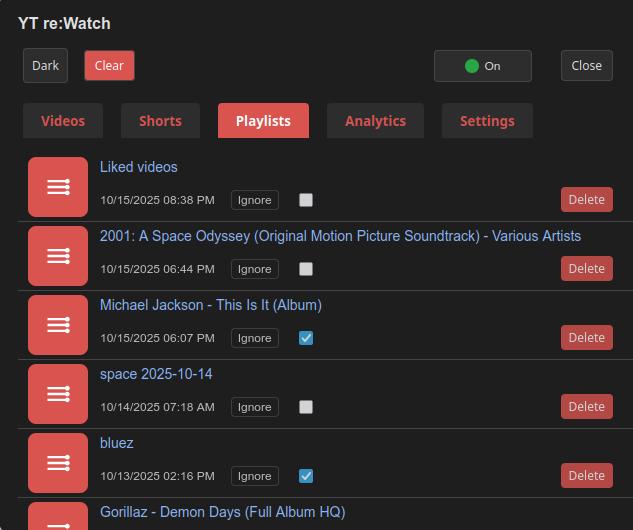 YT re:Watch
Dark Clear On Close
Videos Shorts Playlists Analytics Settings
Liked videos
10/15/2025 08:38 PM Ignore Delete
2001: A Space Odyssey (Original Motion Picture Soundtrack) - Various Artists
10/15/2025 06:44 PM Ignore Delete
Michael Jackson - This Is It (Album)
10/15/2025 06:07 PM Ignore Delete
space 2025-10-14
10/14/2025 07:18 AM Ignore Delete
bluez
10/13/2025 02:16 PM Ignore Delete
Gorillaz - Demon Days (Full Album HQ)